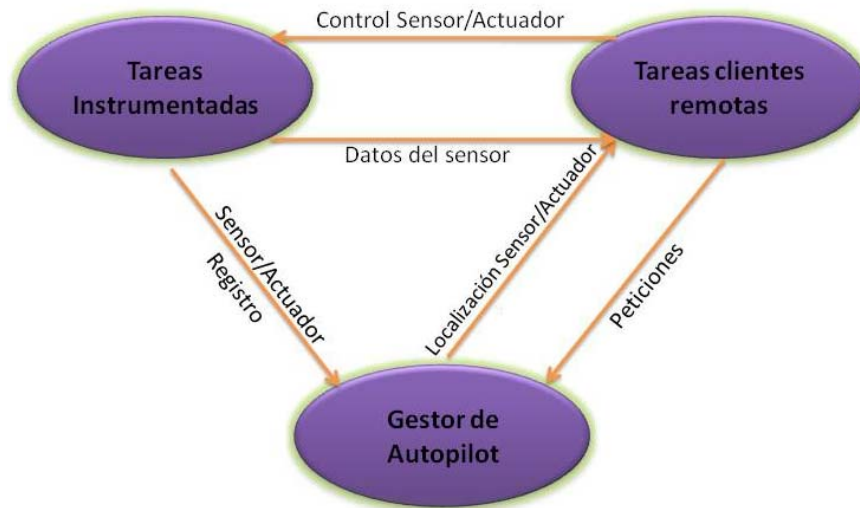 Control Sensor/Actuador
Tareas
Instrumentadas
Tareas clientes
remotas
Datos del sensor
Sensor/Actuador
Registro
Localización Sensor/Actuador
Peticiones
Gestor de
Autopilot